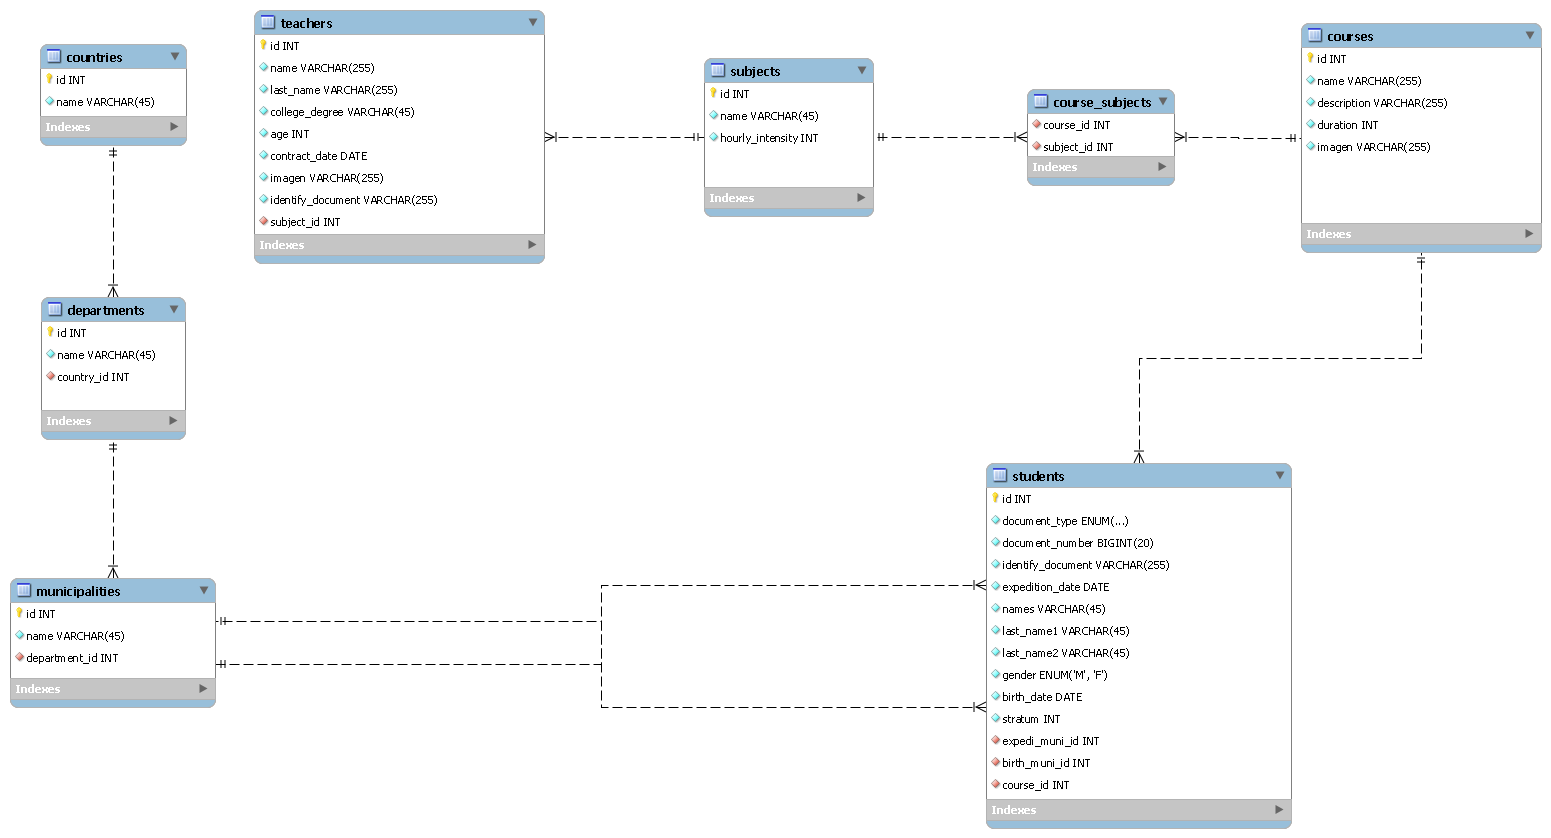 countries
id INT
name VARCHAR(45)
Indexes
teachers
id INT
name VARCHAR(255)
last_name VARCHAR(255)
college_degree VARCHAR(45)
age INT
contract_date DATE
imagen VARCHAR(255)
identify_document VARCHAR(255)
subject_id INT
Indexes
subjects
id INT
name VARCHAR(45)
hourly_intensity INT
Indexes
course_subjects
course_id INT
subject_id INT
Indexes
courses
id INT
name VARCHAR(255)
description VARCHAR(255)
duration INT
imagen VARCHAR(255)
Indexes
departments
id INT
name VARCHAR(45)
country_id INT
Indexes
municipalities
id INT
name VARCHAR(45)
department_id INT
Indexes
students
id INT
document_type ENUM(...)
document_number BIGINT(20)
identify_document VARCHAR(255)
expedition_date DATE
names VARCHAR(45)
last_name1 VARCHAR(45)
last_name2 VARCHAR(45)
gender ENUM('M', 'F')
birth_date DATE
stratum INT
expedi_muni_id INT
birth_muni_id INT
course_id INT
Indexes